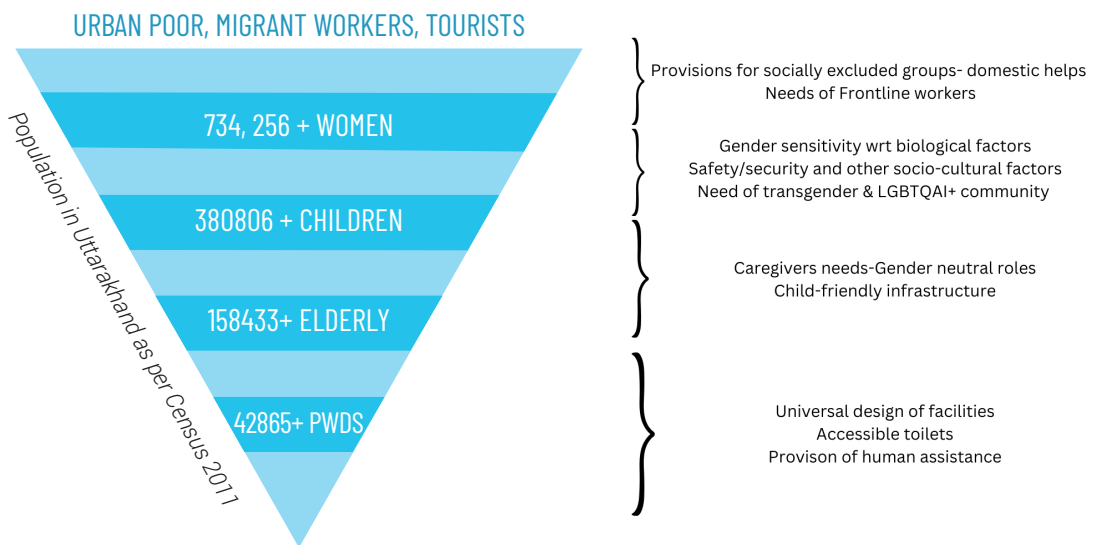 URBAN POOR, MIGRANT WORKERS, TOURISTS
734, 256 + WOMEN
380806 + CHILDREN
158433+ ELDERLY
42865+ PWDS
Population in Uttarakhand as per Census 2011
Provisions for socially excluded groups- domestic helps
Needs of Frontline workers
Gender sensitivity wrt biological factors
Safety/security and other socio-cultural factors
Need of transgender & LGBTQAI+ community
Caregivers needs-Gender neutral roles
Child-friendly infrastructure
Universal design of facilities
Accessible toilets
Provison of human assistance